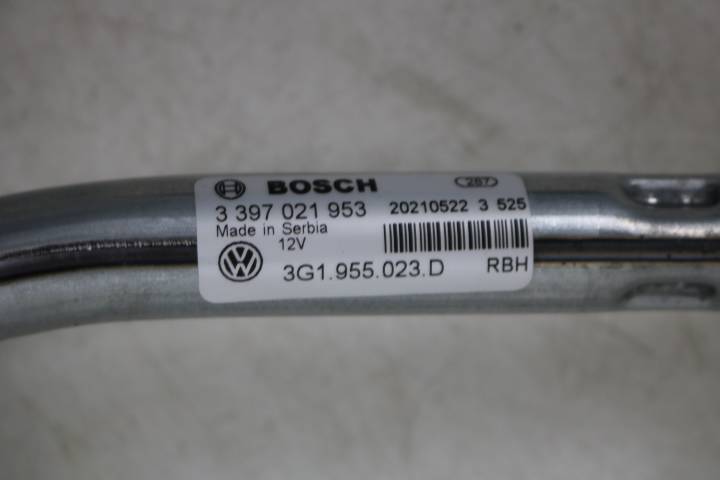 BOSCH 287
3 397 021 953 20210522 3 525
Made in Serbia
12V
3G1.955.023.D RBH